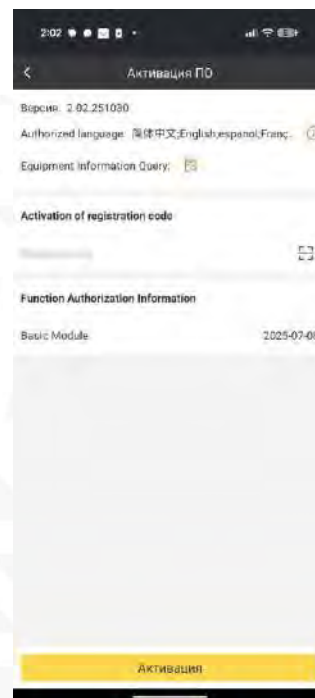 2:02
Активация ПО
Версия: 2.02.251030
Authorized language: 简体中文;English;espanol;Franç..
Equipment Information Query:
Activation of registration code
Function Authorization Information
Basic Module 2025-07-08
Активация